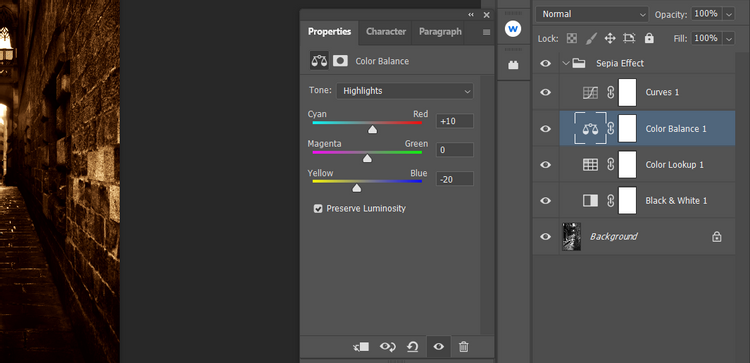 Properties
Character
Paragraph
Color Balance
Tone: Highlights
Cyan Red
+10
Magenta Green
0
Yellow Blue
-20
Preserve Luminosity
W
Normal
Opacity: 100%
Lock:
Fill: 100%
Sepia Effect
Curves 1
Color Balance 1
Color Lookup 1
Black & White 1
Background